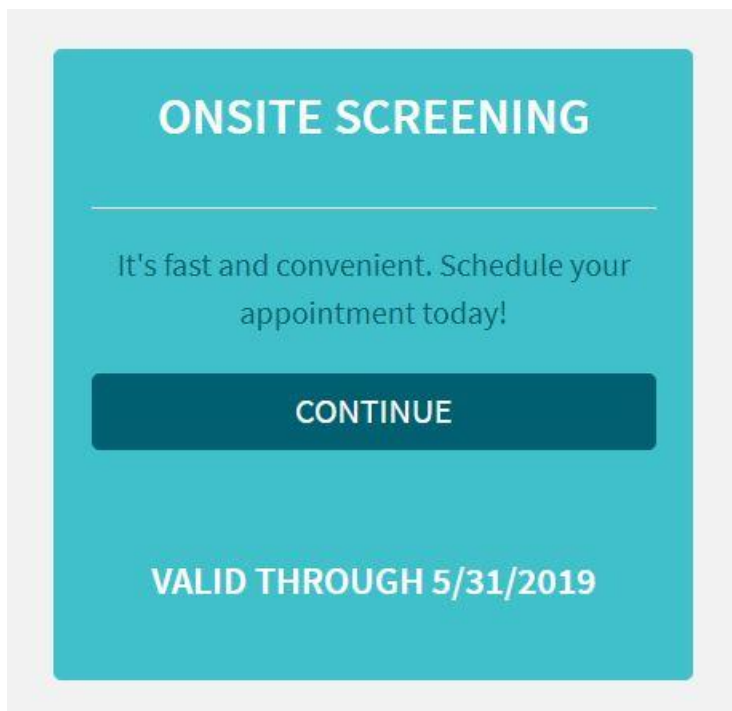 ONSITE SCREENING
It's fast and convenient. Schedule your
appointment today!
CONTINUE
VALID THROUGH 5/31/2019